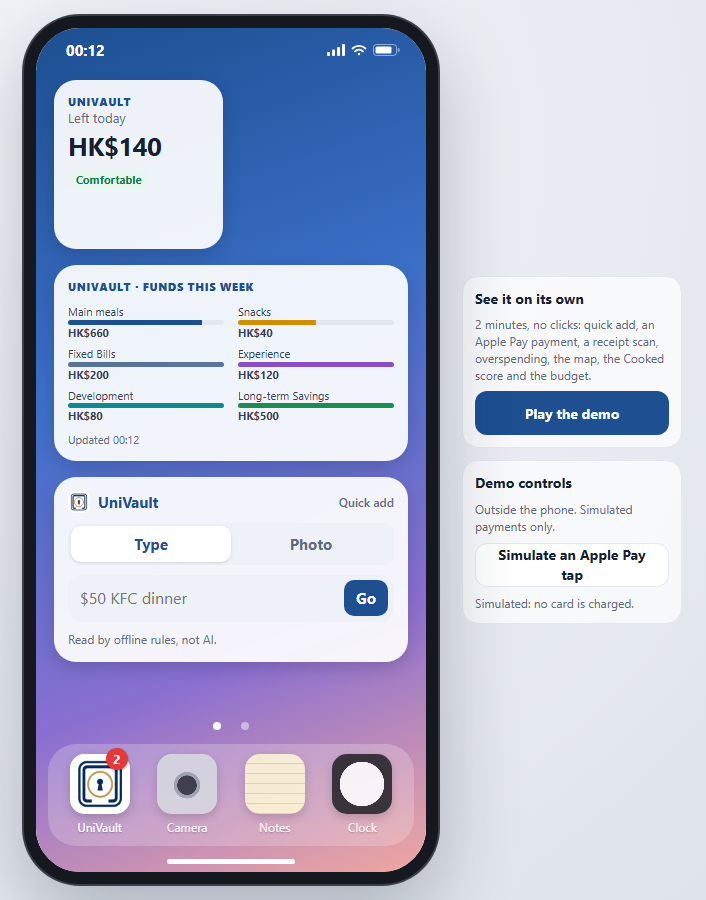 00:12
UNIVAULT
Left today
HK$140
Comfortable
UNIVAULT · FUNDS THIS WEEK
Main meals
HK$660
Snacks
HK$40
Fixed Bills
HK$200
Experience
HK$120
Development
HK$80
Long-term Savings
HK$500
Updated 00:12
UniVault
Quick add
Type
Photo
$50 KFC dinner
Go
Read by offline rules, not AI.
2
UniVault
Camera
Notes
Clock
See it on its own
2 minutes, no clicks: quick add, an
Apple Pay payment, a receipt scan,
overspending, the map, the Cooked
score and the budget.
Play the demo
Demo controls
Outside the phone. Simulated
payments only.
Simulate an Apple Pay
tap
Simulated: no card is charged.